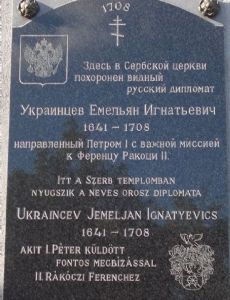 1708
Здесь в Сербской церкви
похоронен видный
русский дипломат
Украинцев Емельян Игнатьевич
1641 – 1708
направленный Петром I с важной миссией
к Ференцу Ракоци II.
Itt a Szerb templomban
nyugszik a neves orosz diplomata
Ukraincev Jemeljan Ignatyevics
1641 – 1708
akit I. Péter küldött
fontos megbízással
II. Rákóczi Ferenchez